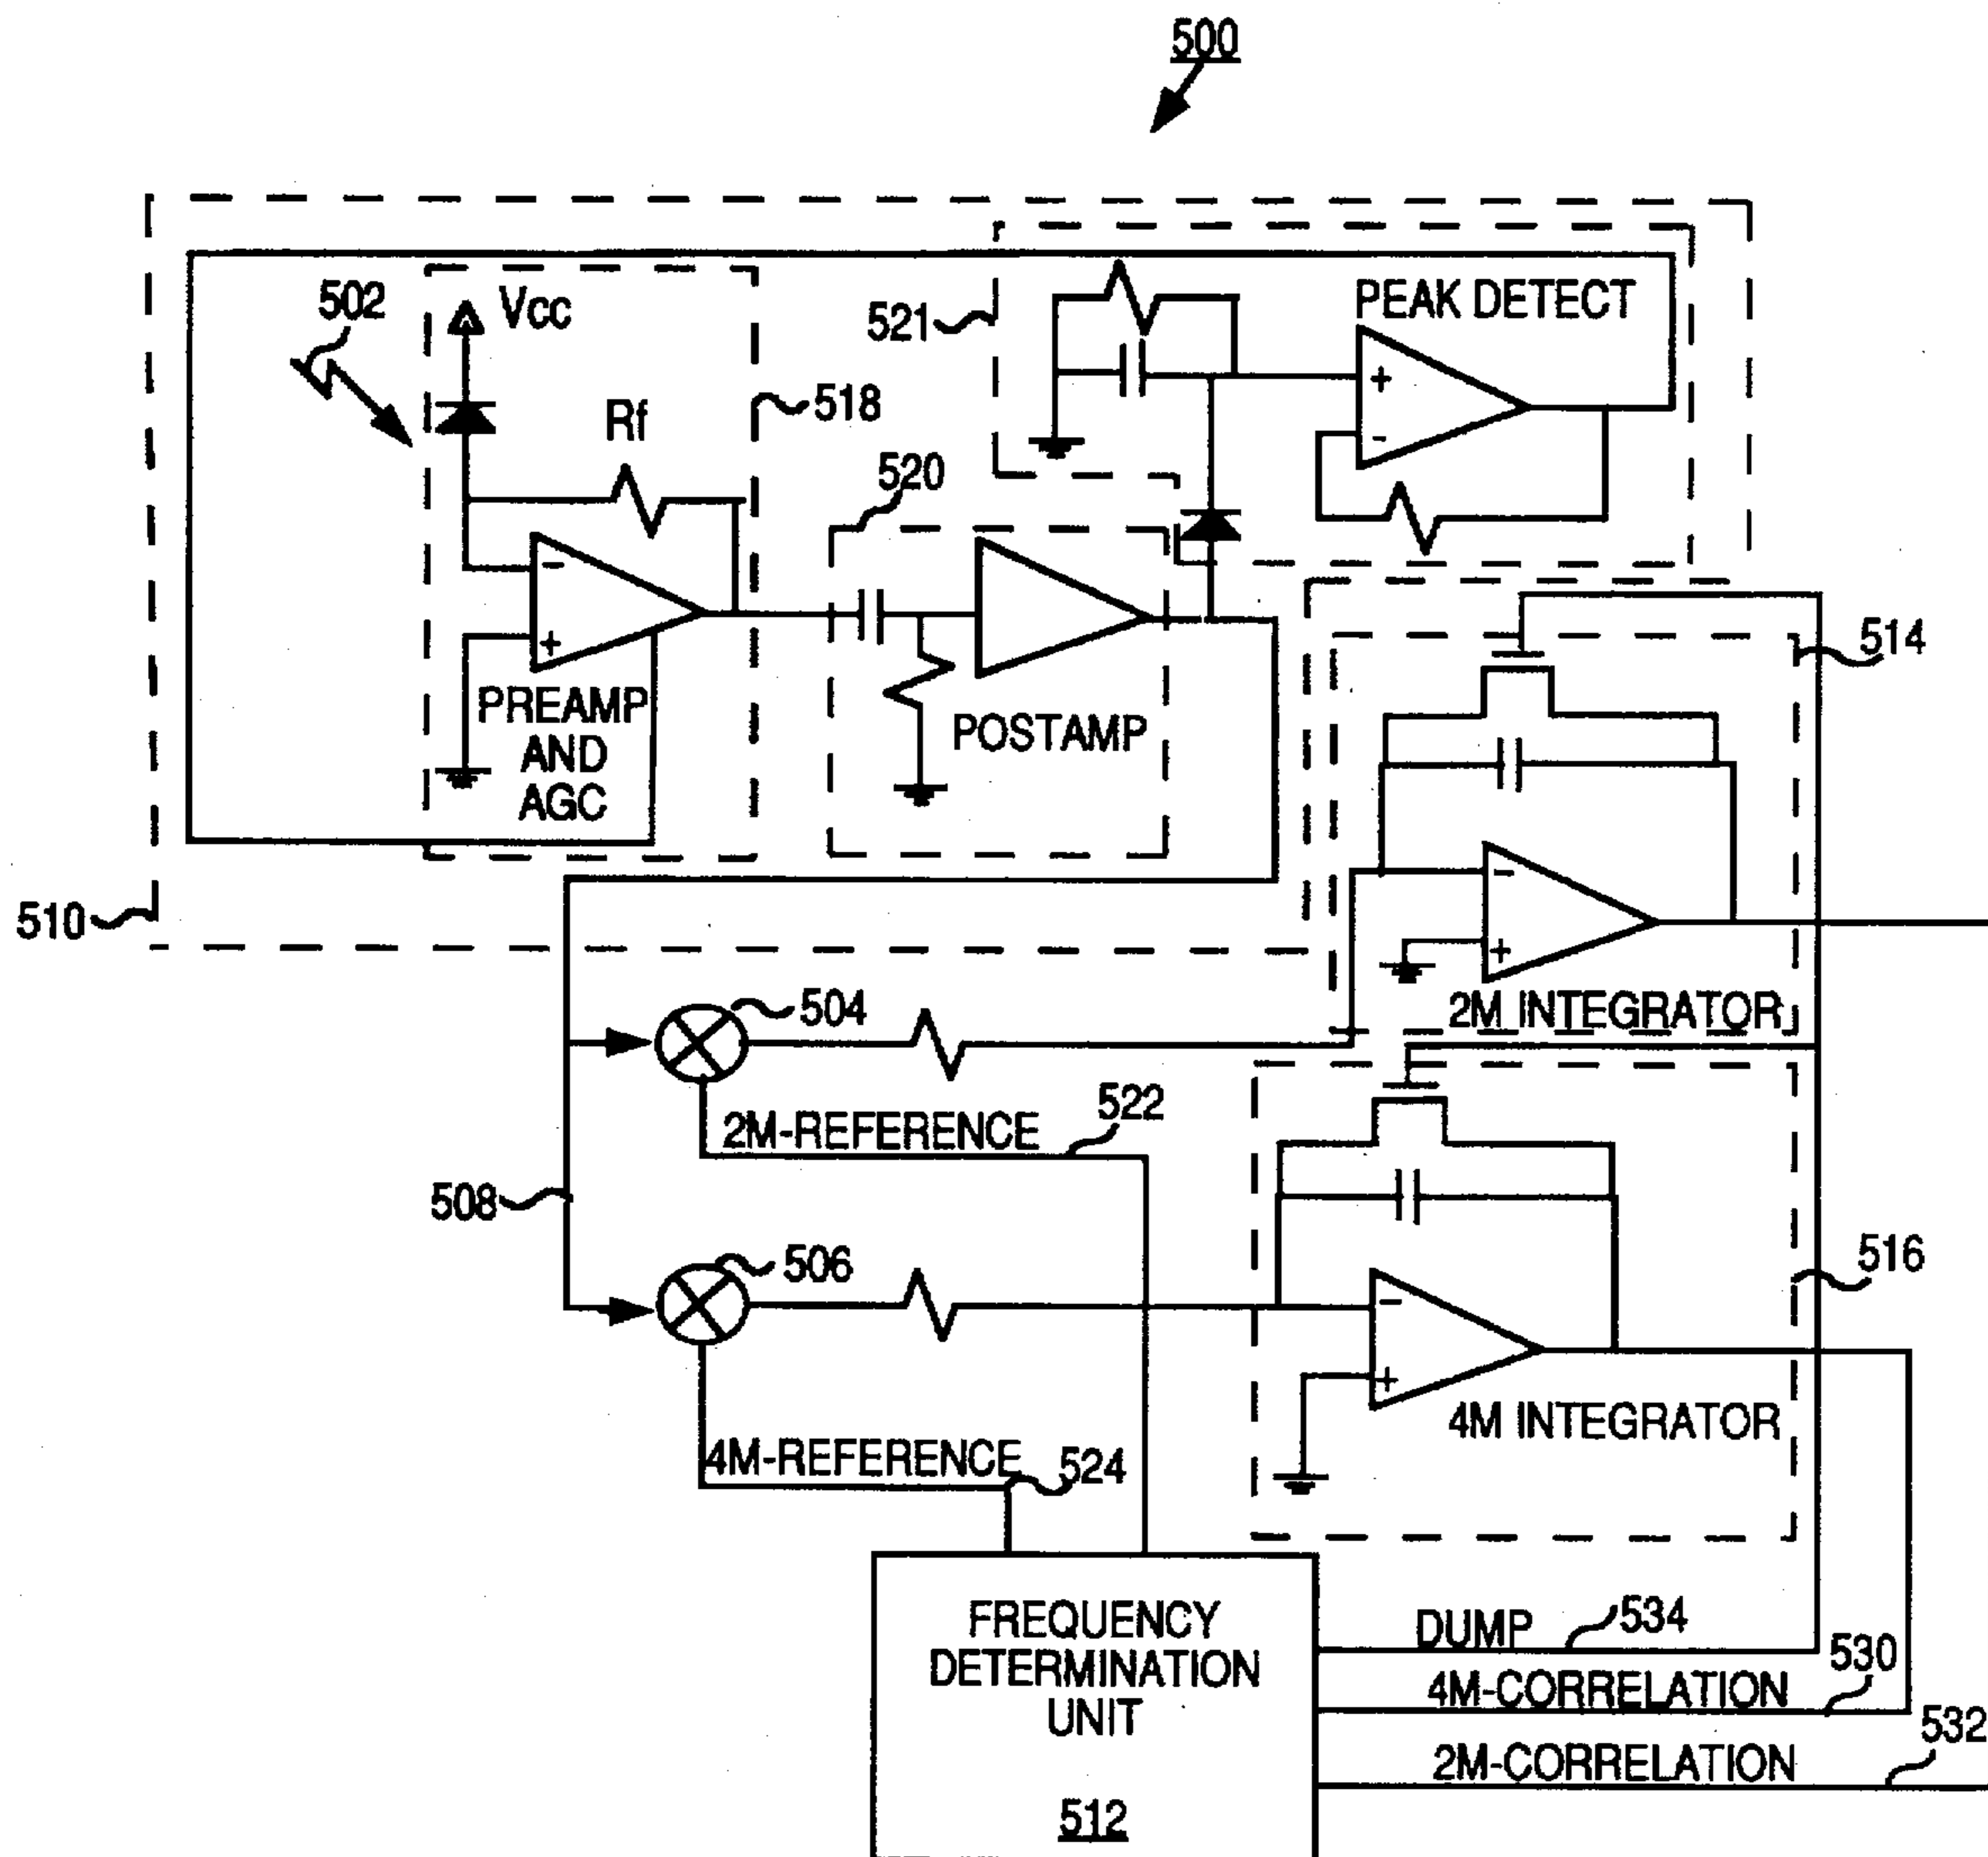 500
502
Vcc
521
PEAK DETECT
+
-
518
Rf
520
-
+
PREAMP
AND
AGC
POSTAMP
514
510
-
+
2M INTEGRATOR
504
2M-REFERENCE
522
508
506
516
-
+
4M INTEGRATOR
4M-REFERENCE
524
FREQUENCY
DETERMINATION
UNIT
512
DUMP
534
4M-CORRELATION
530
2M-CORRELATION
532